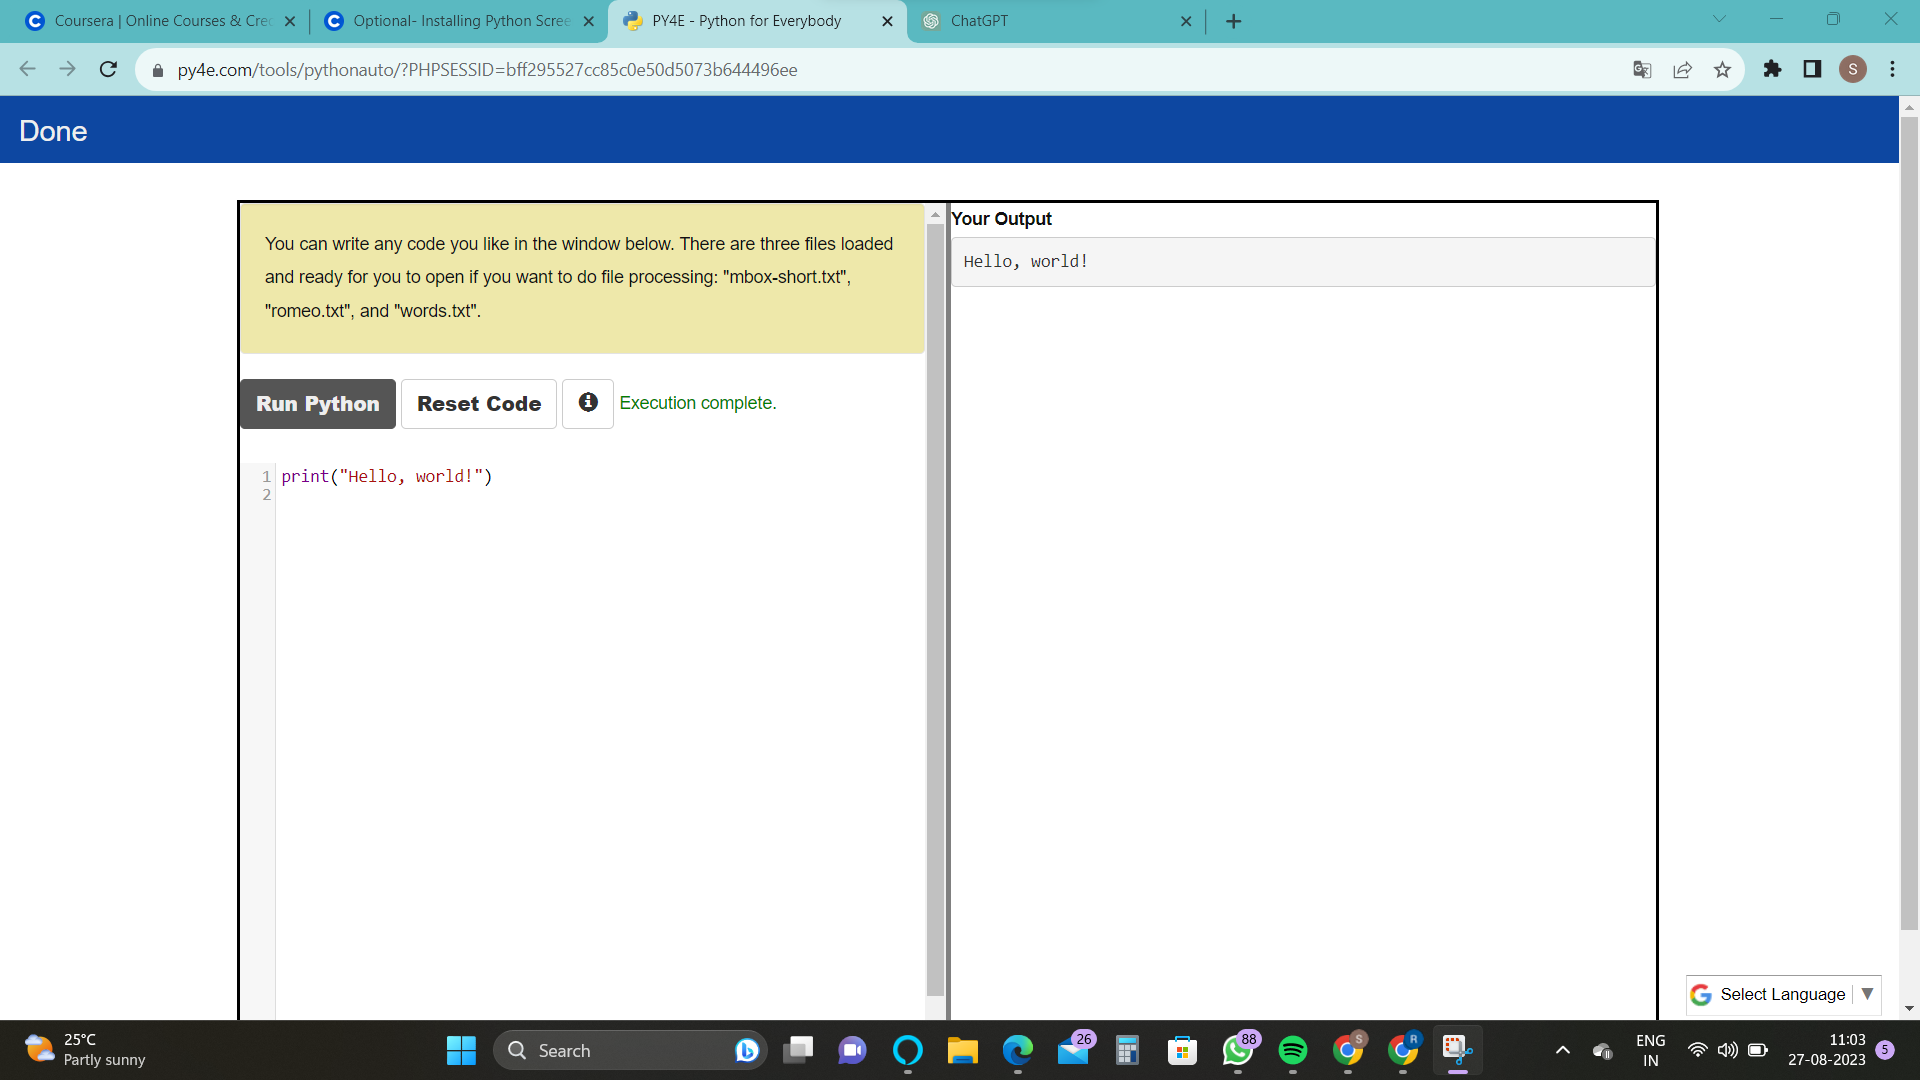 Coursera | Online Courses & Cre
Optional- Installing Python Scree
PY4E - Python for Everybody
ChatGPT
py4e.com/tools/pythonauto/?PHPSESSID=bff295527cc85c0e50d5073b644496ee
S
Done
You can write any code you like in the window below. There are three files loaded
and ready for you to open if you want to do file processing: "mbox-short.txt",
"romeo.txt", and "words.txt".
Run Python
Reset Code
Execution complete.
1 print("Hello, world!")
2
Your Output
Hello, world!
Select Language
25°C
Partly sunny
Search
26
88
S
R
ENG
IN
11:03
27-08-2023
5